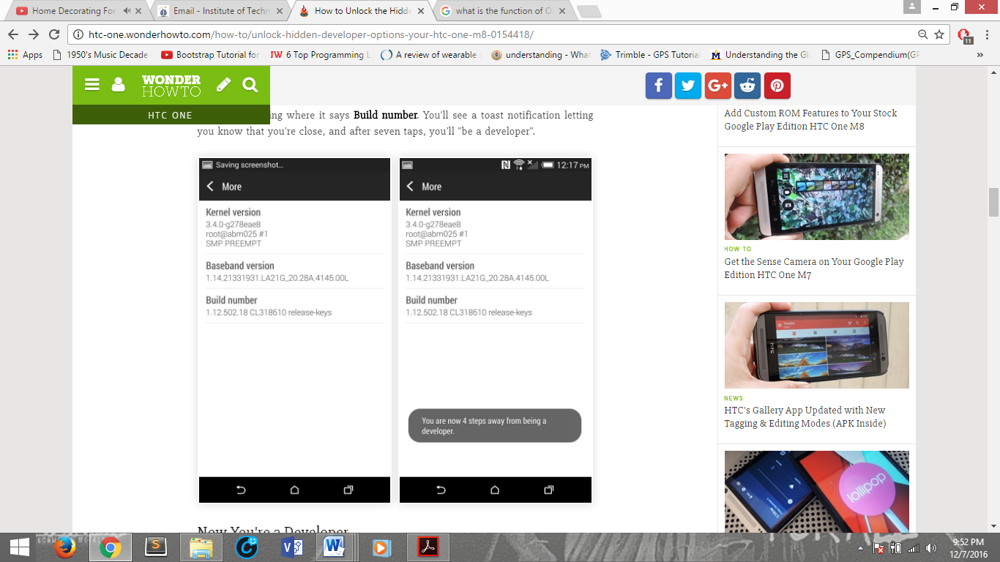 Home Decorating For
Email - Institute of Techn
How to Unlock the Hidde
what is the function of O
htc-one.wonderhowto.com/how-to/unlock-hidden-developer-options-your-htc-one-m8-0154418/
11
Apps
1950's Music Decade
Bootstrap Tutorial for
IW 6 Top Programming L
A review of wearable
understanding - What
Trimble - GPS Tutorial
Understanding the Gl
GPS_Compendium(GP
WONDER
HOWTO
HTC ONE
ing where it says Build number. You'll see a toast notification letting
you know that you're close, and after seven taps, you'll "be a developer".
Saving screenshot...
More
Kernel version
3.4.0-g278eae8
root@abm025 #1
SMP PREEMPT
Baseband version
1.14.21331931.LA21G_20.28A.4145.00L
Build number
1.12.502.18 CL318610 release-keys
12:17 PM
More
Kernel version
3.4.0-g278eae8
root@abm025 #1
SMP PREEMPT
Baseband version
1.14.21331931.LA21G_20.28A.4145.00L
Build number
1.12.502.18 CL318610 release-keys
You are now 4 steps away from being a
developer.
Now You're a Developer
Add Custom ROM Features to Your Stock
Google Play Edition HTC One M8
HOW TO
Get the Sense Camera on Your Google Play
Edition HTC One M7
NEWS
HTC's Gallery App Updated with New
Tagging & Editing Modes (APK Inside)
lollipop
9:52 PM
12/7/2016